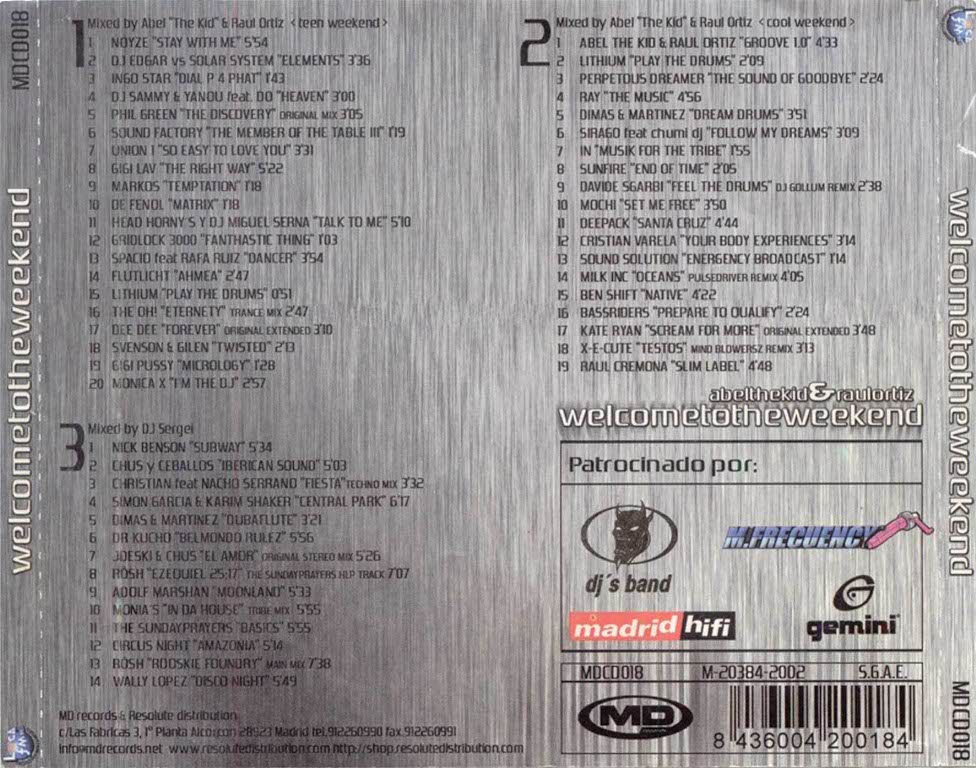 MDCD018
welcometotheweekend
1
Mixed by Abel "The Kid" & Raul Ortiz <teen weekend>
1 NOYZE "STAY WITH ME" 5'54
2 DJ EDGAR vs SOLAR SYSTEM "ELEMENTS" 3'36
3 INGO STAR "DIAL P 4 PHAT" 1'43
4 DJ SAMMY & YANOU feat. DO "HEAVEN" 3'00
5 PHIL GREEN "THE DISCOVERY" ORIGINAL MIX 3'05
6 SOUND FACTORY "THE MEMBER OF THE TABLE III" 1'19
7 UNION 1 "SO EASY TO LOVE YOU" 3'31
8 GIGI LAV "THE RIGHT WAY" 5'22
9 MARKOS "TEMPTATION" 1'18
10 DE FENOL "MATRIX" 1'18
11 HEAD HORNY'S Y DJ MIGUEL SERNA "TALK TO ME" 5'10
12 GRIDLOCK 3000 "FANTHASTIC THING" 1'03
13 SPACID feat RAFA RUIZ "DANCER" 3'54
14 FLUTLICHT "AHMEA" 2'47
15 LITHIUM "PLAY THE DRUMS" 0'51
16 THE OH! "ETERNETY" TRANCE MIX 2'47
17 DEE DEE "FOREVER" ORIGINAL EXTENDED 3'10
18 SVENSON & GILEN "TWISTED" 2'13
19 GIGI PUSSY "MICROLOGY" 1'28
20 MONICA X "I'M THE DJ" 2'57
2
Mixed by Abel "The Kid" & Raul Ortiz <cool weekend>
1 ABEL THE KID & RAUL ORTIZ "GROOVE 1.0" 4'33
2 LITHIUM "PLAY THE DRUMS" 2'09
3 PERPETOUS DREAMER "THE SOUND OF GOODBYE" 2'24
4 RAY "THE MUSIC" 4'56
5 DIMAS & MARTINEZ "DREAM DRUMS" 3'51
6 SIRAGO feat chumi dj "FOLLOW MY DREAMS" 3'09
7 IN "MUSIK FOR THE TRIBE" 1'55
8 SUNFIRE "END OF TIME" 2'05
9 DAVIDE SGARBI "FEEL THE DRUMS" DJ GOLLUM REMIX 2'38
10 MOCHI "SET ME FREE" 3'50
11 DEEPACK "SANTA CRUZ" 4'44
12 CRISTIAN VARELA "YOUR BODY EXPERIENCES" 3'14
13 SOUND SOLUTION "ENERGENCY BROADCAST" 1'14
14 MILK INC "OCEANS" PULSEDRIVER REMIX 4'05
15 BEN SHIFT "NATIVE" 4'22
16 BASSRIDERS "PREPARE TO QUALIFY" 2'24
17 KATE RYAN "SCREAM FOR MORE" ORIGINAL EXTENDED 3'48
18 X-E-CUTE "TESTOS" MIND BLOWERSZ REMIX 3'13
19 RAUL CREMONA "SLIM LABEL" 4'48
3
Mixed by DJ Sergei
1 NICK BENSON "SUBWAY" 5'34
2 CHUS y CEBALLOS "IBERICAN SOUND" 5'03
3 CHRISTIAN feat NACHO SERRANO "FIESTA" TECHNO MIX 3'32
4 SIMON GARCIA & KARIM SHAKER "CENTRAL PARK" 6'17
5 DIMAS & MARTINEZ "DUBAFLUTE" 3'21
6 DR KUCHO "BELMONDO RULEZ" 5'56
7 JOESKI & CHUS "EL AMOR" ORIGINAL STEREO MIX 5'26
8 ROSH "EZEQUIEL 25:17" THE SUNDAYPRAYERS HLP TRACK 7'07
9 ADOLF MARSHAN "MOONLAND" 5'33
10 MONIA'S "IN DA HOUSE" TRIBE MIX 5'55
11 THE SUNDAYPRAYERS "BASICS" 5'55
12 CIRCUS NIGHT "AMAZONIA" 5'14
13 ROSH "ROOSKIE FOUNDRY" MAIN MIX 7'38
14 WALLY LOPEZ "DISCO NIGHT" 5'49
MD records & Resolute distribution
c/Las Fabricas 3, 1ª Planta Alcorcon 28923 Madrid tel.912260990 fax.912260991
info@mdrecords.net www.resolutedistribution.com http://shop.resolutedistribution.com
abelthekid&raulortiz
welcometotheweekend
Patrocinado por:
dj's band
M.FREQUENCY
madrid hifi
gemini
MDCD018 M-20384-2002 S.G.A.E.
MD
8 436004 200184
welcometotheweekend
MDCD018